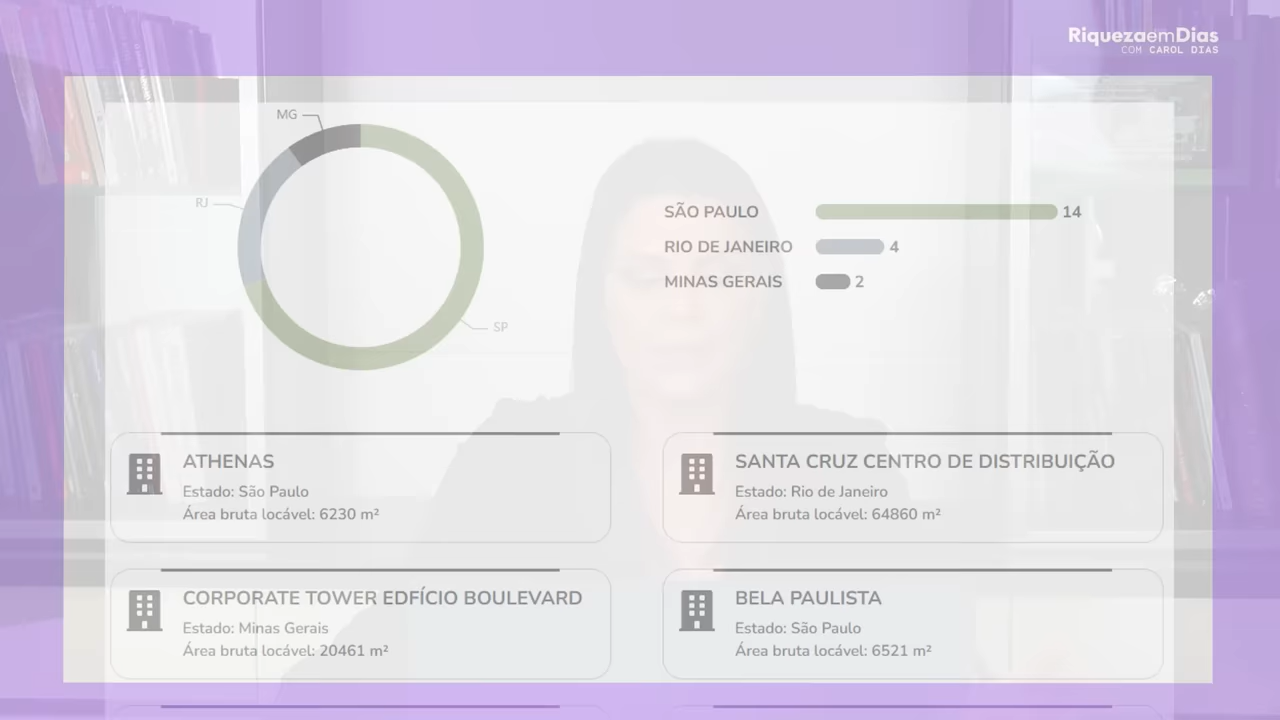 RiquezaemDias
COM CAROL DIAS
MG
RJ
SP
SÃO PAULO 14
RIO DE JANEIRO 4
MINAS GERAIS 2
ATHENAS
Estado: São Paulo
Área bruta locável: 6230 m²
SANTA CRUZ CENTRO DE DISTRIBUIÇÃO
Estado: Rio de Janeiro
Área bruta locável: 64860 m²
CORPORATE TOWER EDFÍCIO BOULEVARD
Estado: Minas Gerais
Área bruta locável: 20461 m²
BELA PAULISTA
Estado: São Paulo
Área bruta locável: 6521 m²